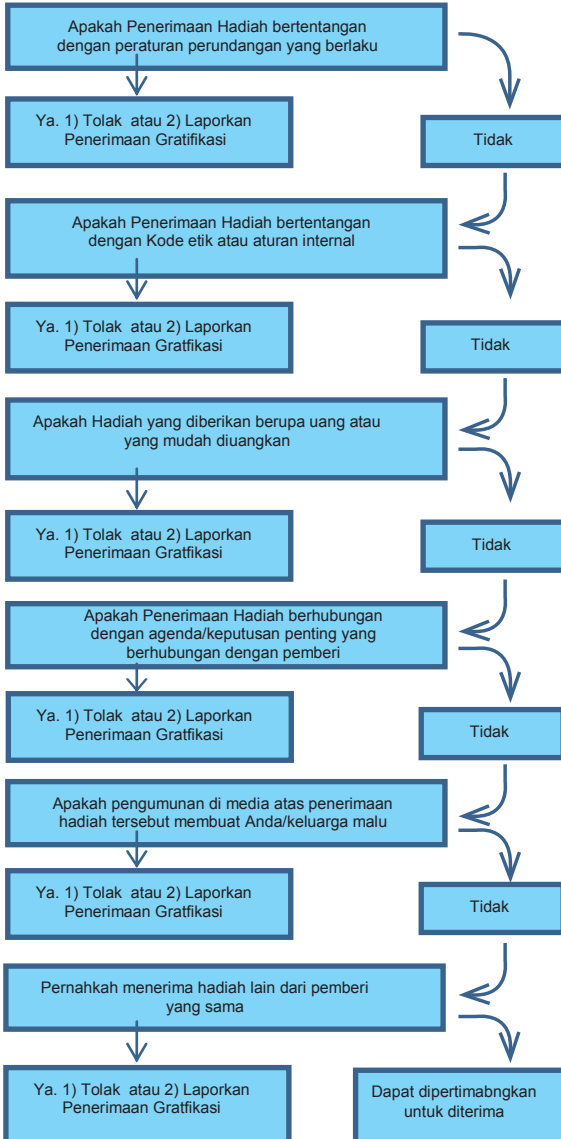 Apakah Penerimaan Hadiah bertentangan
dengan peraturan perundangan yang berlaku
Ya. 1) Tolak atau 2) Laporkan
Penerimaan Gratifikasi
Tidak
Apakah Penerimaan Hadiah bertentangan
dengan Kode etik atau aturan internal
Ya. 1) Tolak atau 2) Laporkan
Penerimaan Gratfikasi
Tidak
Apakah Hadiah yang diberikan berupa uang atau
yang mudah diuangkan
Ya. 1) Tolak atau 2) Laporkan
Penerimaan Gratfikasi
Tidak
Apakah Penerimaan Hadiah berhubungan
dengan agenda/keputusan penting yang
berhubungan dengan pemberi
Ya. 1) Tolak atau 2) Laporkan
Penerimaan Gratfikasi
Tidak
Apakah pengumunan di media atas penerimaan
hadiah tersebut membuat Anda/keluarga malu
Ya. 1) Tolak atau 2) Laporkan
Penerimaan Gratfikasi
Tidak
Pernahkah menerima hadiah lain dari pemberi
yang sama
Ya. 1) Tolak atau 2) Laporkan
Penerimaan Gratfikasi
Dapat dipertimabngkan
untuk diterima